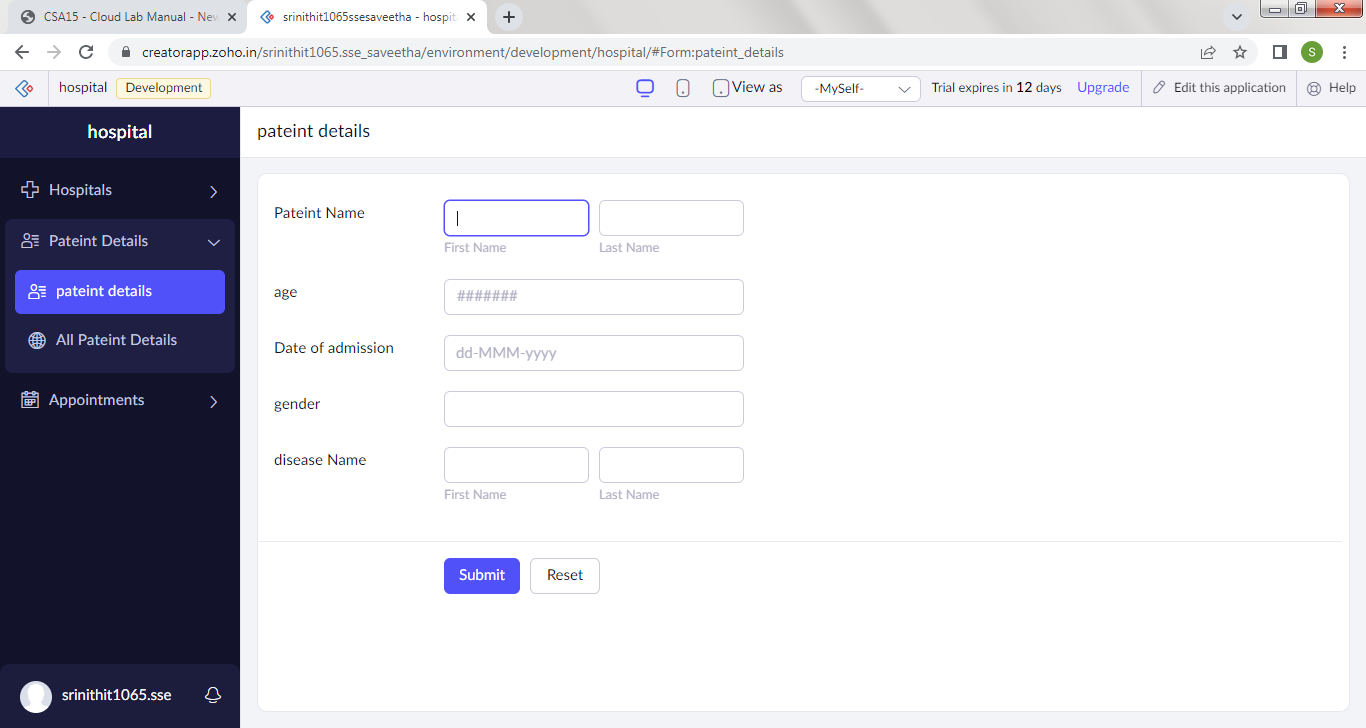 CSA15 - Cloud Lab Manual - New
srinithit1065ssesaveetha - hospit
creatorapp.zoho.in/srinithit1065.sse_saveetha/environment/development/hospital/#Form:pateint_details
S
hospital
Development
View as
-MySelf-
Trial expires in 12 days
Upgrade
Edit this application
Help
hospital
pateint details
Hospitals
Pateint Details
pateint details
All Pateint Details
Appointments
srinithit1065.sse
Pateint Name
First Name
Last Name
age
#######
Date of admission
dd-MMM-yyyy
gender
disease Name
First Name
Last Name
Submit
Reset